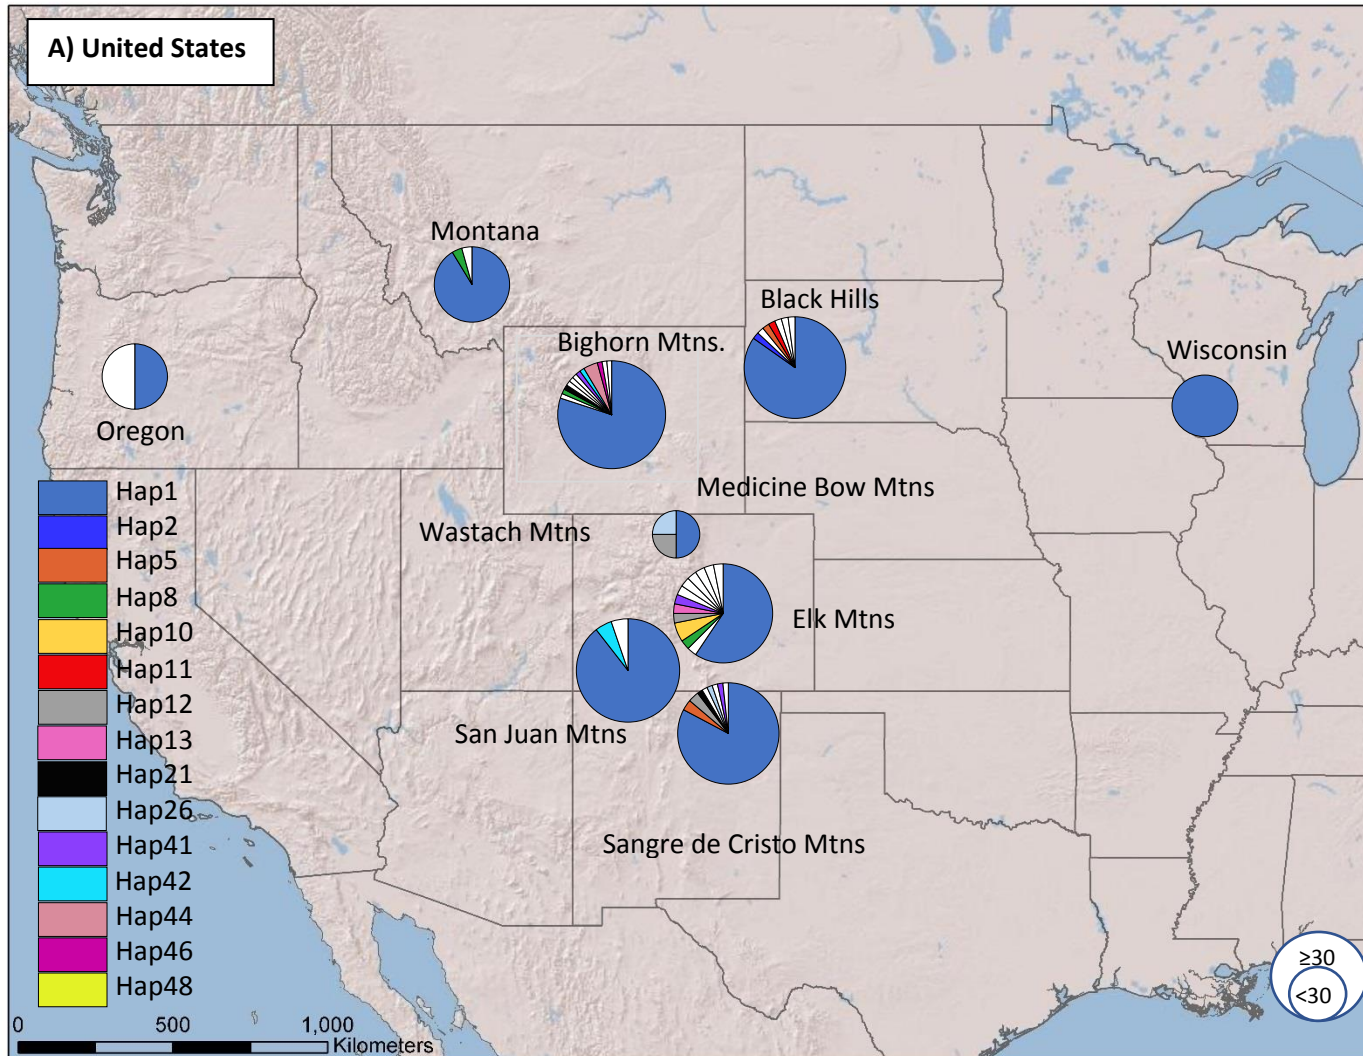 A) United States
Montana
Black Hills
Bighorn Mtns.
Wisconsin
Oregon
Medicine Bow Mtns
Wastach Mtns
Elk Mtns
San Juan Mtns
Sangre de Cristo Mtns
Hap1
Hap2
Hap5
Hap8
Hap10
Hap11
Hap12
Hap13
Hap21
Hap26
Hap41
Hap42
Hap44
Hap46
Hap48
0 500 1,000
Kilometers
≥30
<30